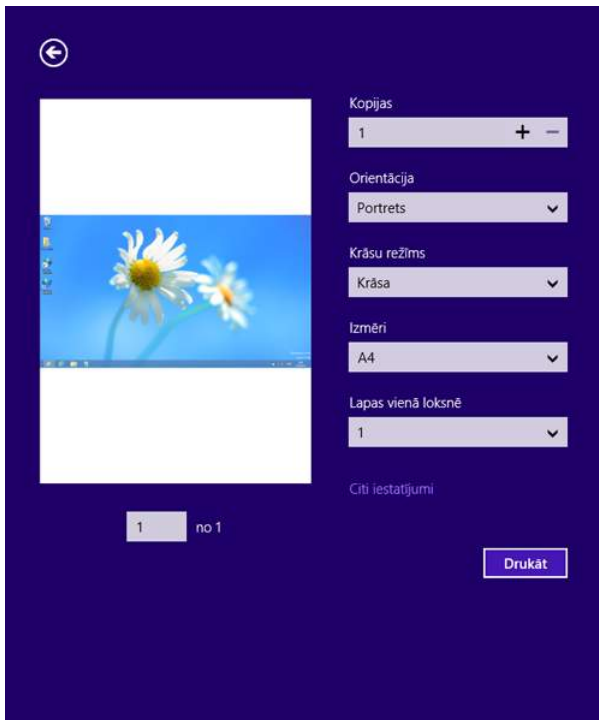 Kopijas
1
Orientācija
Portrets
Krāsu režīms
Krāsa
Izmēri
A4
Lapas vienā loksnē
1
Citi iestatījumi
1 no 1
Drukāt